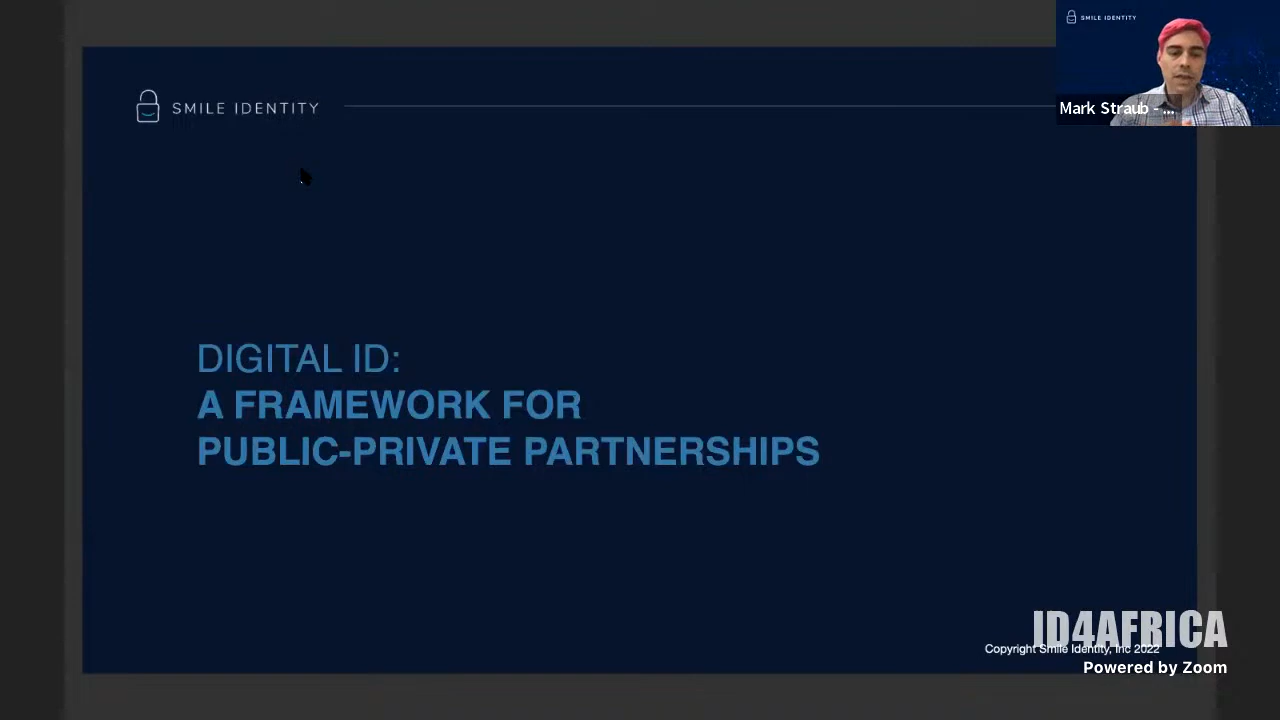 SMILE IDENTITY
SMILE IDENTITY
Mark Straub - ...
DIGITAL ID:
A FRAMEWORK FOR
PUBLIC-PRIVATE PARTNERSHIPS
ID4AFRICA
Copyright Smile Identity, Inc 2022
Powered by Zoom